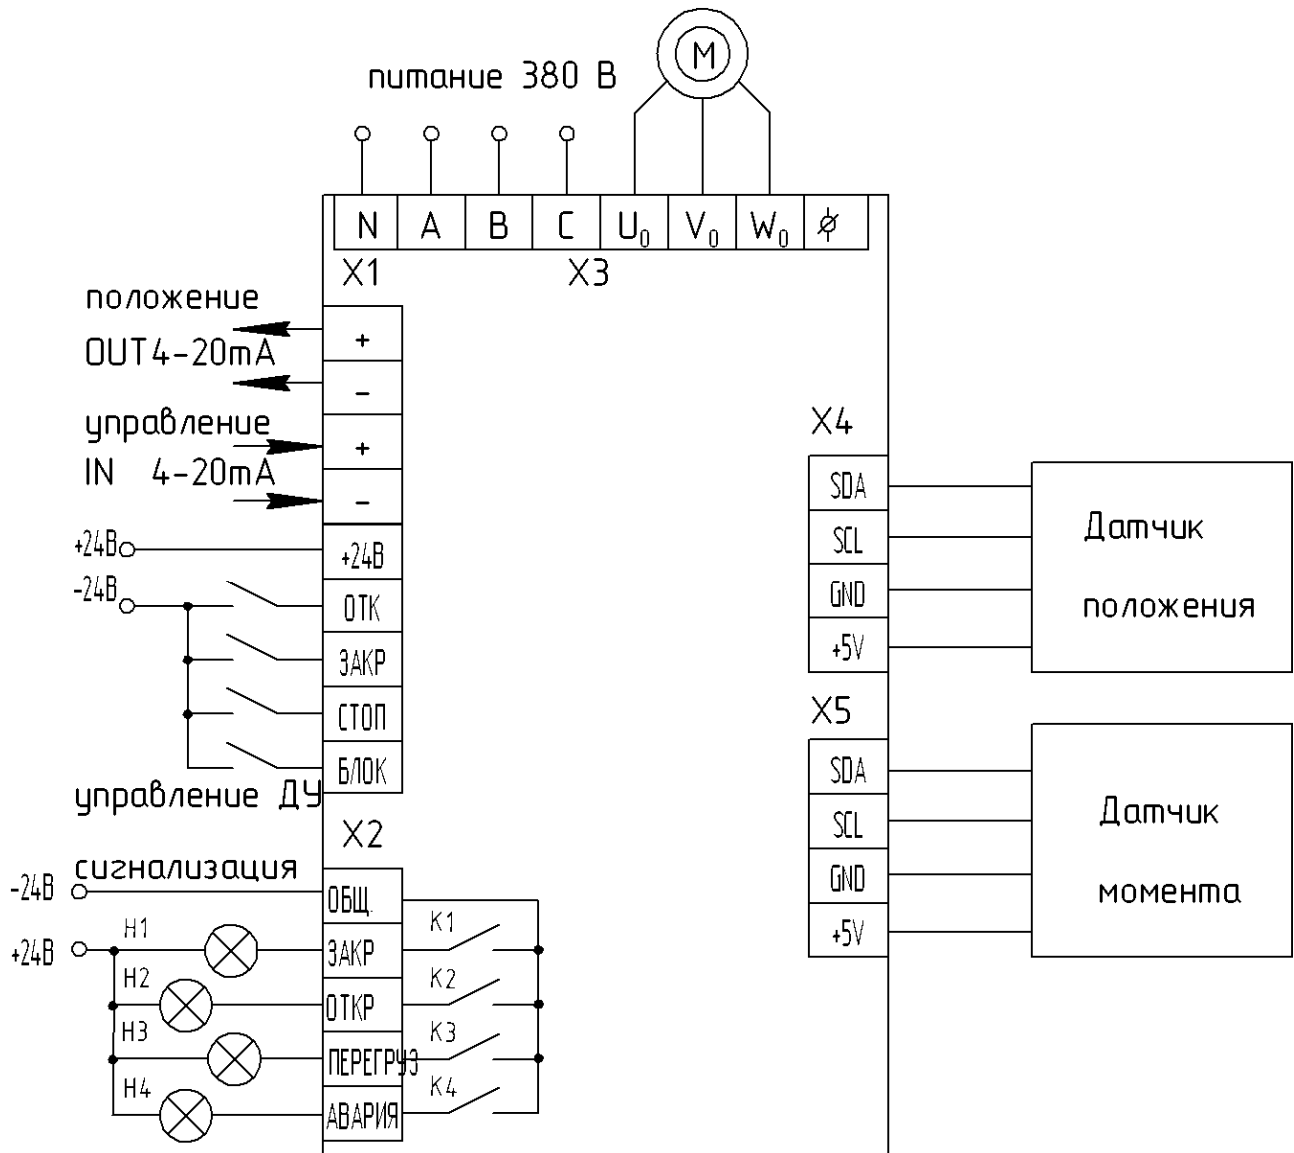 М
питание 380 В
N A B C U0 V0 W0
X1 X3
положение
+
OUT 4-20mA
-
управление
+
IN 4-20mA
-
+24В
+24В
-24В
ОТК
ЗАКР
СТОП
БЛОК
управление ДУ
X2
сигнализация
-24В
ОБЩ.
+24В
H1
ЗАКР
K1
H2
ОТКР
K2
H3
ПЕРЕГРУЗ
K3
H4
АВАРИЯ
K4
X4
SDA
SCL
GND
+5V
Датчик
положения
X5
SDA
SCL
GND
+5V
Датчик
момента